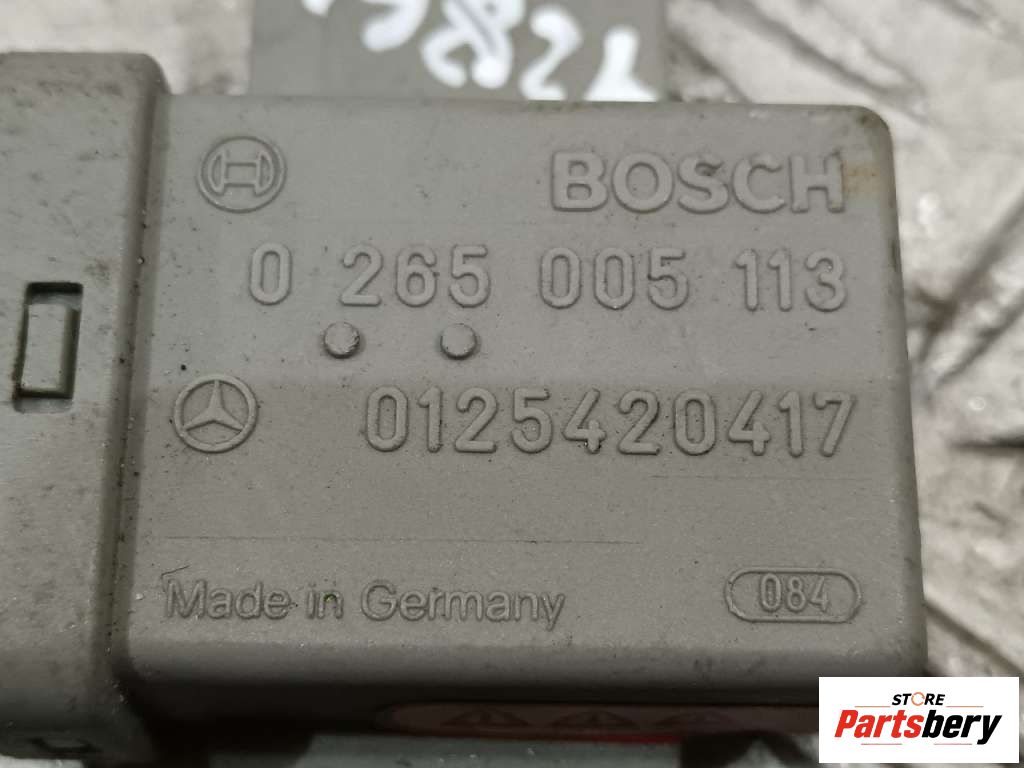 BOSCH
0 265 005 113
0125420417
Made in Germany
084
STORE
Partsbery